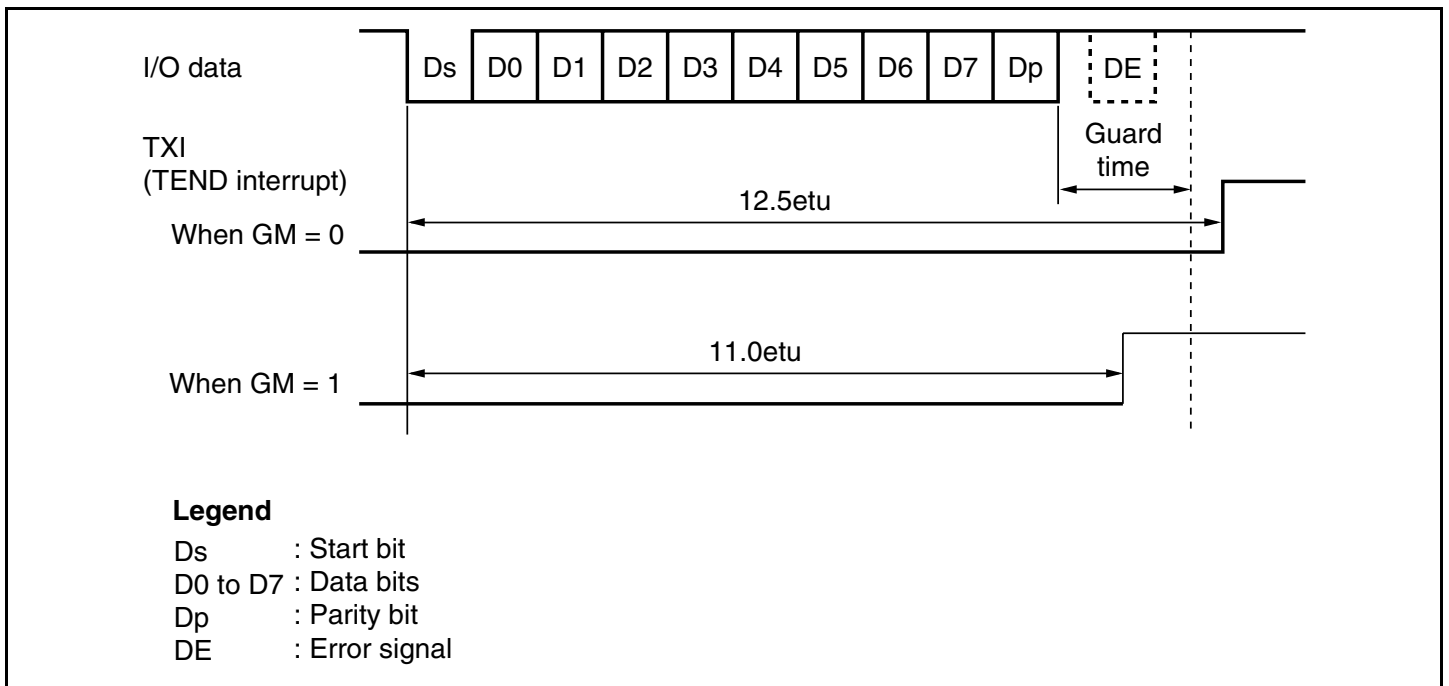 I/O data
Ds D0 D1 D2 D3 D4 D5 D6 D7 Dp DE
Guard
time
TXI
(TEND interrupt)
12.5etu
When GM = 0
11.0etu
When GM = 1
Legend
Ds : Start bit
D0 to D7 : Data bits
Dp : Parity bit
DE : Error signal